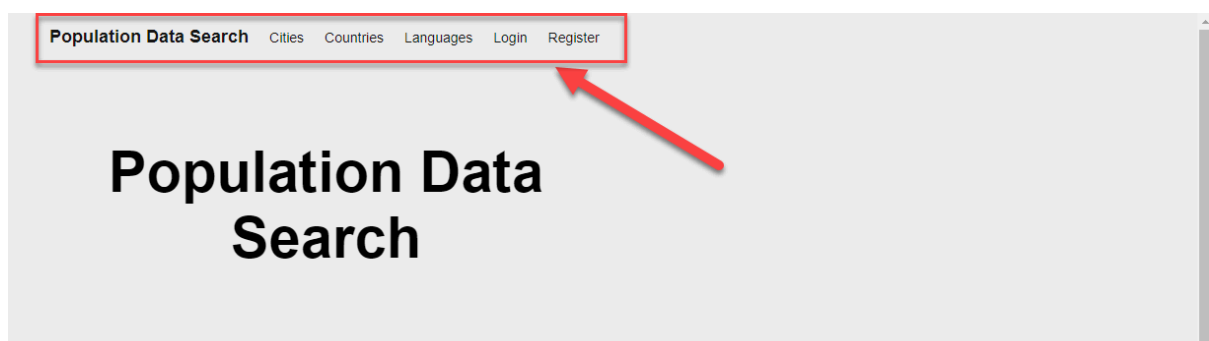 Population Data Search Cities Countries Languages Login Register
Population Data
Search